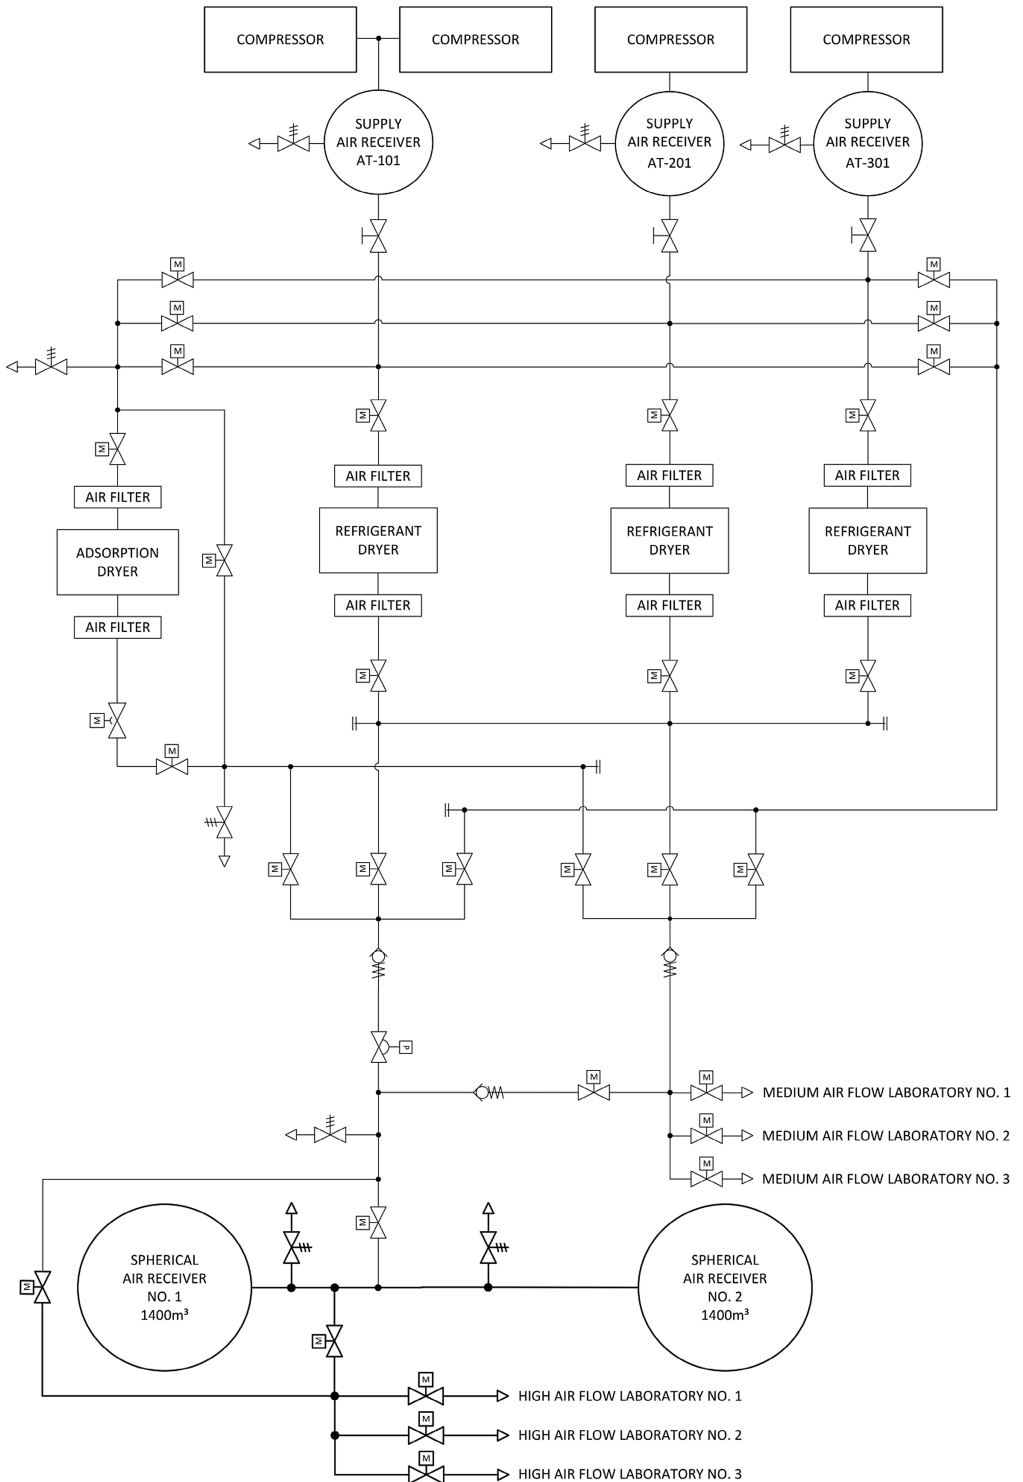 COMPRESSOR
COMPRESSOR
COMPRESSOR
COMPRESSOR
SUPPLY
AIR RECEIVER
AT-101
SUPPLY
AIR RECEIVER
AT-201
SUPPLY
AIR RECEIVER
AT-301
M
M
M
M
M
M
M
M
M
M
AIR FILTER
AIR FILTER
AIR FILTER
AIR FILTER
REFRIGERANT
DRYER
REFRIGERANT
DRYER
REFRIGERANT
DRYER
ADSORPTION
DRYER
M
AIR FILTER
AIR FILTER
AIR FILTER
AIR FILTER
M
M
M
M
M
M
M
M
M
M
M
P
M
M
MEDIUM AIR FLOW LABORATORY NO. 1
M
MEDIUM AIR FLOW LABORATORY NO. 2
M
MEDIUM AIR FLOW LABORATORY NO. 3
M
SPHERICAL
AIR RECEIVER
NO. 1
1400m³
SPHERICAL
AIR RECEIVER
NO. 2
1400m³
M
M
M
HIGH AIR FLOW LABORATORY NO. 1
M
HIGH AIR FLOW LABORATORY NO. 2
M
HIGH AIR FLOW LABORATORY NO. 3